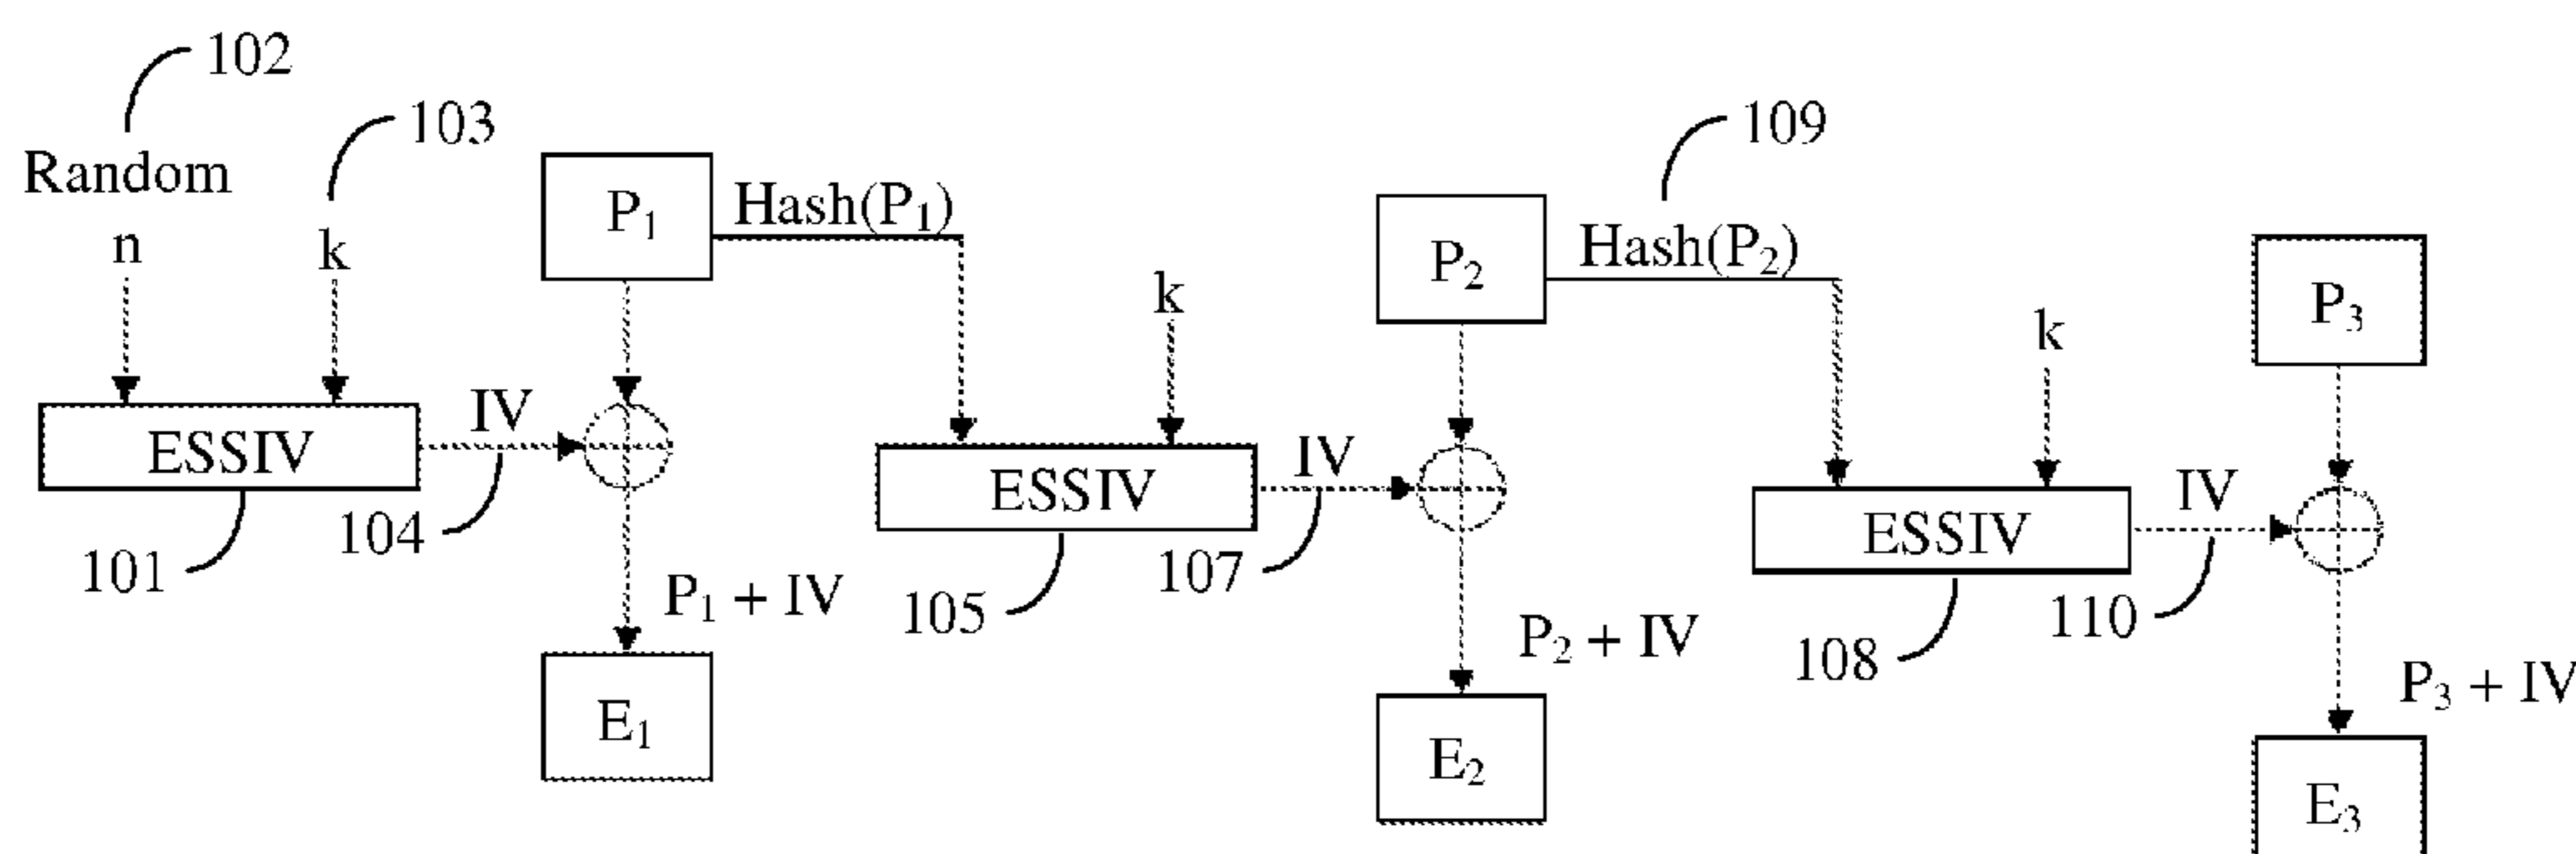 102
103
109
Random
n
k
P₁
Hash(P₁)
k
P₂
Hash(P₂)
k
P₃
ESSIV
IV
ESSIV
IV
ESSIV
IV
101
104
105
107
108
110
P₁ + IV
P₂ + IV
P₃ + IV
E₁
E₂
E₃